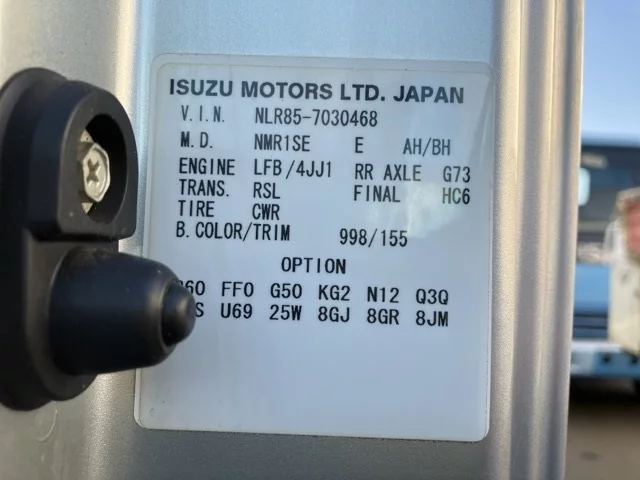 ISUZU MOTORS LTD. JAPAN
V.I.N. NLR85-7030468
M.D. NMR1SE E AH/BH
ENGINE LFB/4JJ1 RR AXLE G73
TRANS. RSL FINAL HC6
TIRE CWR
B.COLOR/TRIM 998/155
OPTION
FF0 G50 KG2 N12 Q3Q
U69 25W 8GJ 8GR 8JM